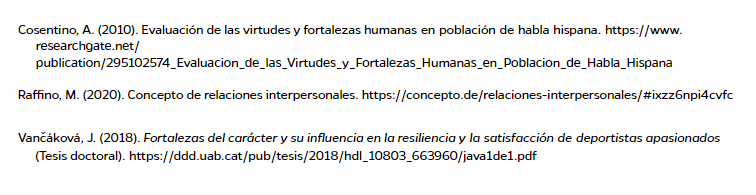 Cosentino, A. (2010). Evaluación de las virtudes y fortalezas humanas en población de habla hispana. https://www.
researchgate.net/
publication/295102574_Evaluacion_de_las_Virtudes_y_Fortalezas_Humanas_en_Poblacion_de_Habla_Hispana
Raffino, M. (2020). Concepto de relaciones interpersonales. https://concepto.de/relaciones-interpersonales/#ixzz6npi4cvfc
Vančáková, J. (2018). Fortalezas del carácter y su influencia en la resiliencia y la satisfacción de deportistas apasionados
(Tesis doctoral). https://ddd.uab.cat/pub/tesis/2018/hdl_10803_663960/java1de1.pdf